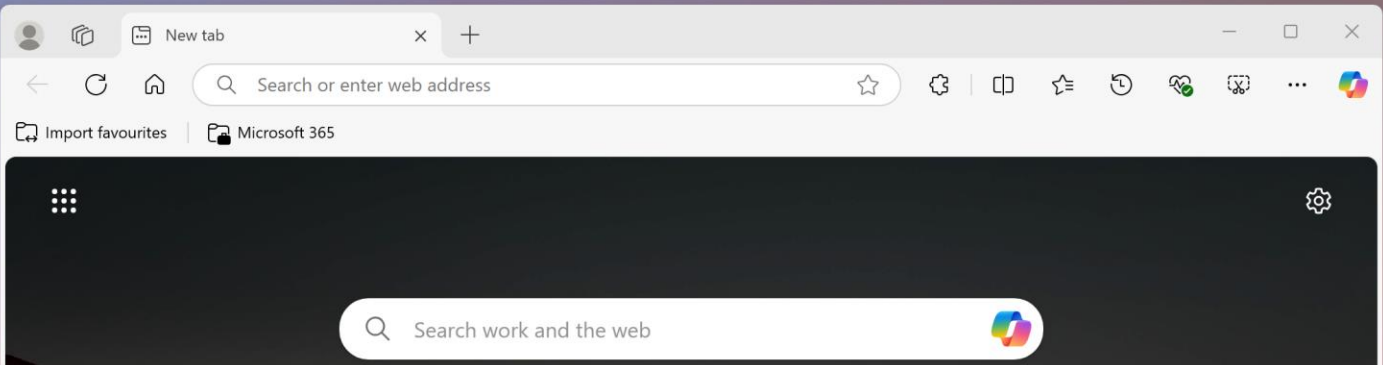 New tab
Search or enter web address
Import favourites Microsoft 365
Search work and the web